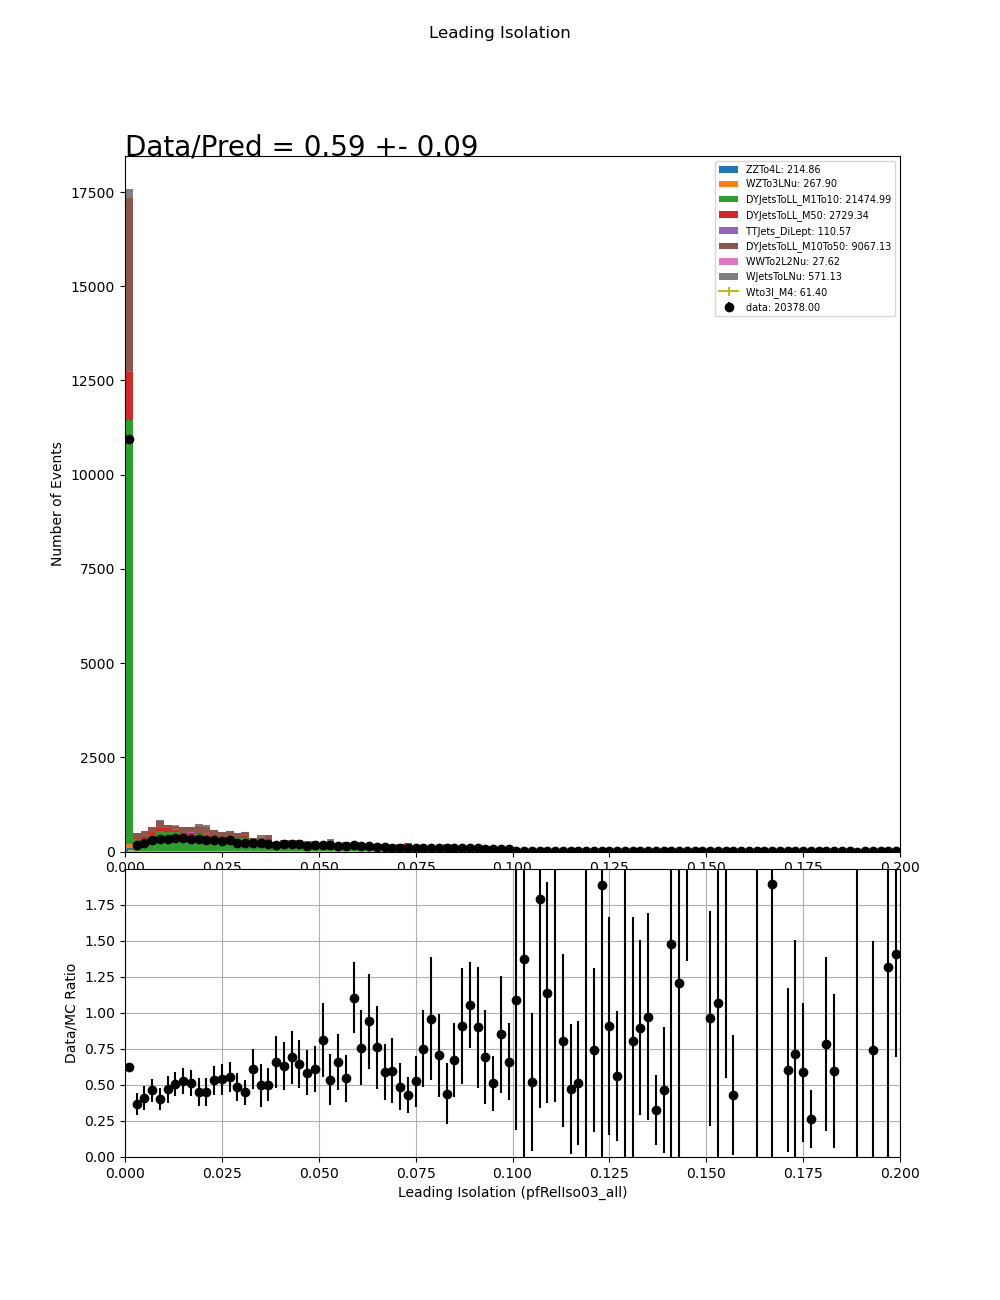 Leading Isolation
Data/Pred = 0.59 +- 0.09
ZZTo4L: 214.86
WZTo3LNu: 267.90
DYJetsToLL_M1To10: 21474.99
DYJetsToLL_M50: 2729.34
TTJets_DiLept: 110.57
DYJetsToLL_M10To50: 9067.13
WWTo2L2Nu: 27.62
WJetsToLNu: 571.13
Wto3l_M4: 61.40
data: 20378.00
17500
15000
12500
10000
7500
5000
2500
0
Number of Events
0.000 0.025 0.050 0.075 0.100 0.125 0.150 0.175 0.200
1.75
1.50
1.25
1.00
0.75
0.50
0.25
0.00
Data/MC Ratio
0.000 0.025 0.050 0.075 0.100 0.125 0.150 0.175 0.200
Leading Isolation (pfRelIso03_all)